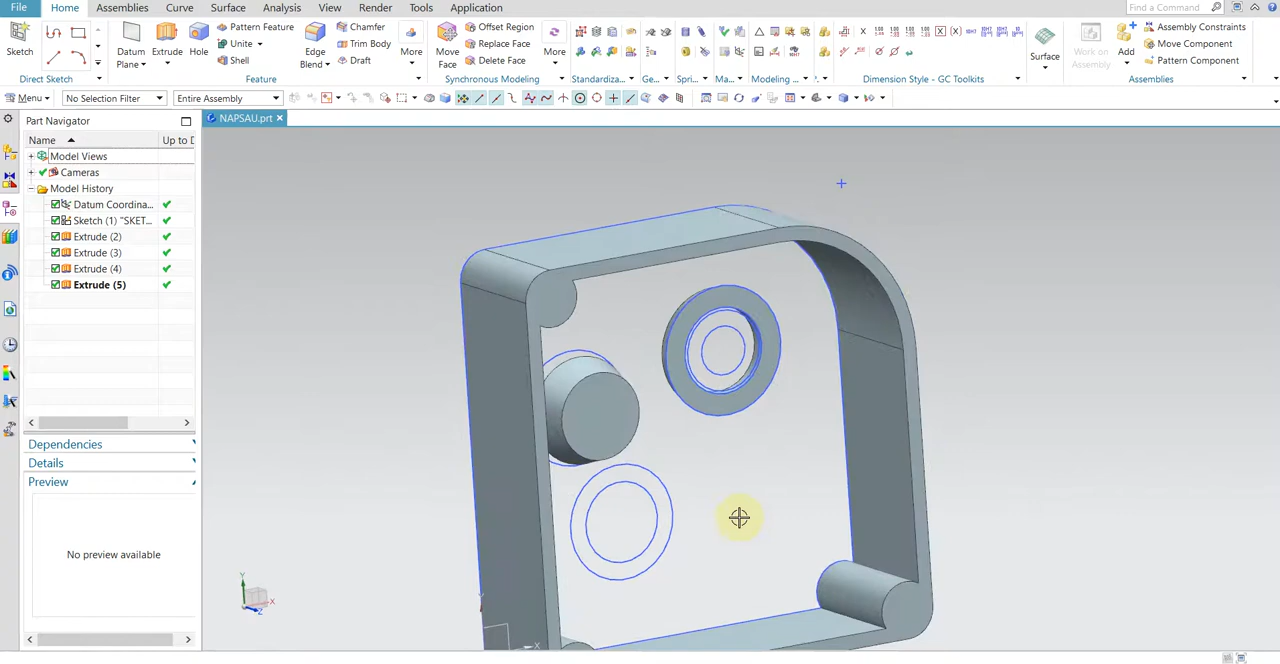 File Home Assemblies Curve Surface Analysis View Render Tools Application Find a Command
Sketch Datum Plane Extrude Hole Pattern Feature Unite Shell Edge Blend Chamfer Trim Body Draft More Move Face Offset Region Replace Face Delete Face More Surface Work on Assembly Add Assembly Constraints Move Component Pattern Component
Direct Sketch Feature Synchronous Modeling Standardiza... Ge... Spri... Ma... Modeling ... Dimension Style - GC Toolkits Assemblies
Menu No Selection Filter Entire Assembly
Part Navigator NAPSAU.prt
Name Up to D
Model Views
Cameras
Model History
Datum Coordina...
Sketch (1) "SKET...
Extrude (2)
Extrude (3)
Extrude (4)
Extrude (5)
Dependencies
Details
Preview
No preview available
Y
X
Z
X